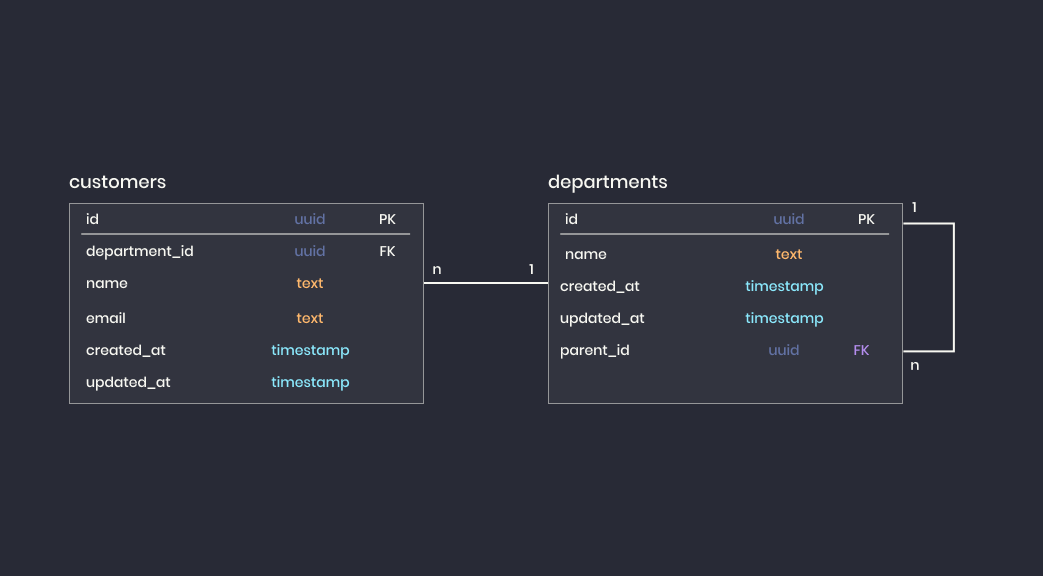 customers
id uuid PK
department_id uuid FK
name text
email text
created_at timestamp
updated_at timestamp
n 1
departments
id uuid PK
name text
created_at timestamp
updated_at timestamp
parent_id uuid FK
1
n